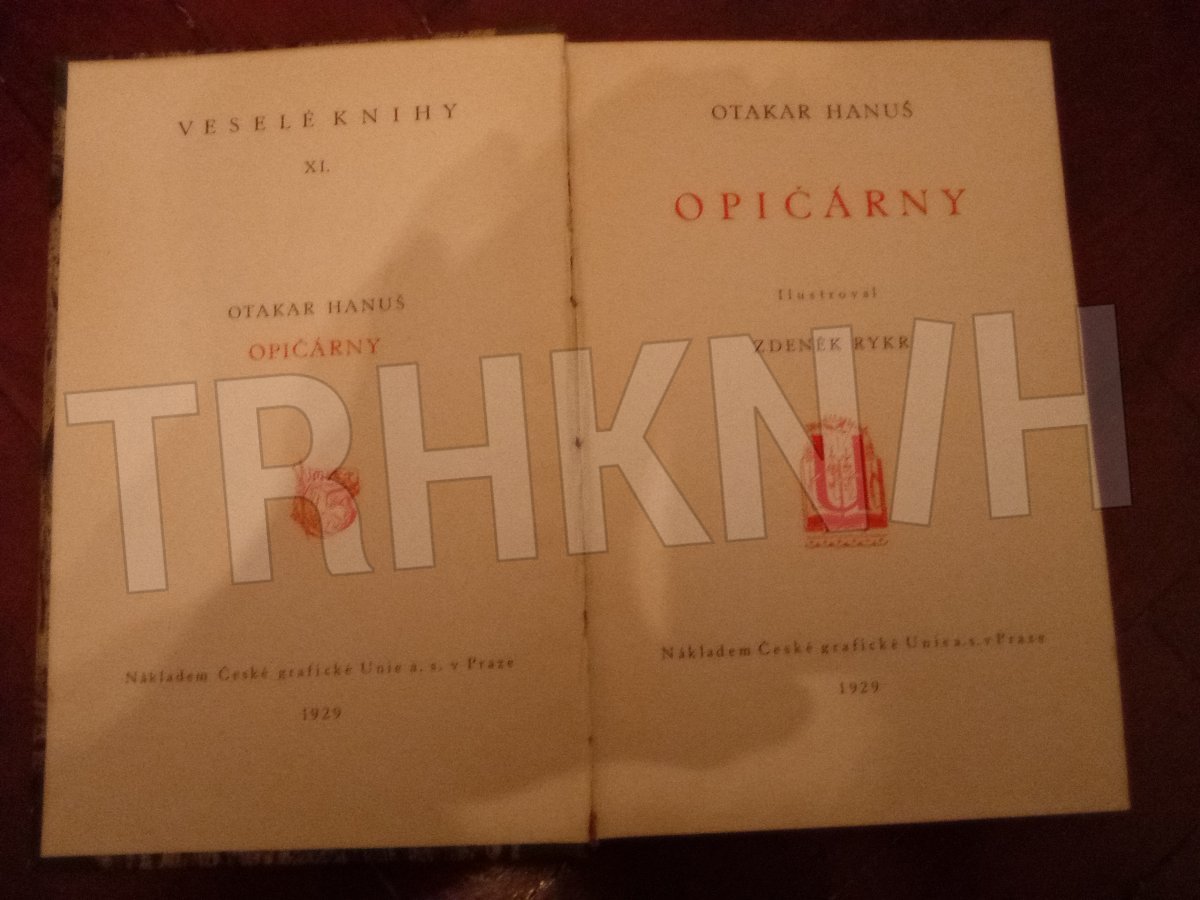 VESELÉ KNIHY
XI.
OTAKAR HANUŠ
OPIČÁRNY
Nákladem České grafické Unie a. s. v Praze
1929
OTAKAR HANUŠ
OPIČÁRNY
Ilustroval
ZDENĚK RYKR
U
Nákladem České grafické Unie a. s. v Praze
1929
TRHKNIH